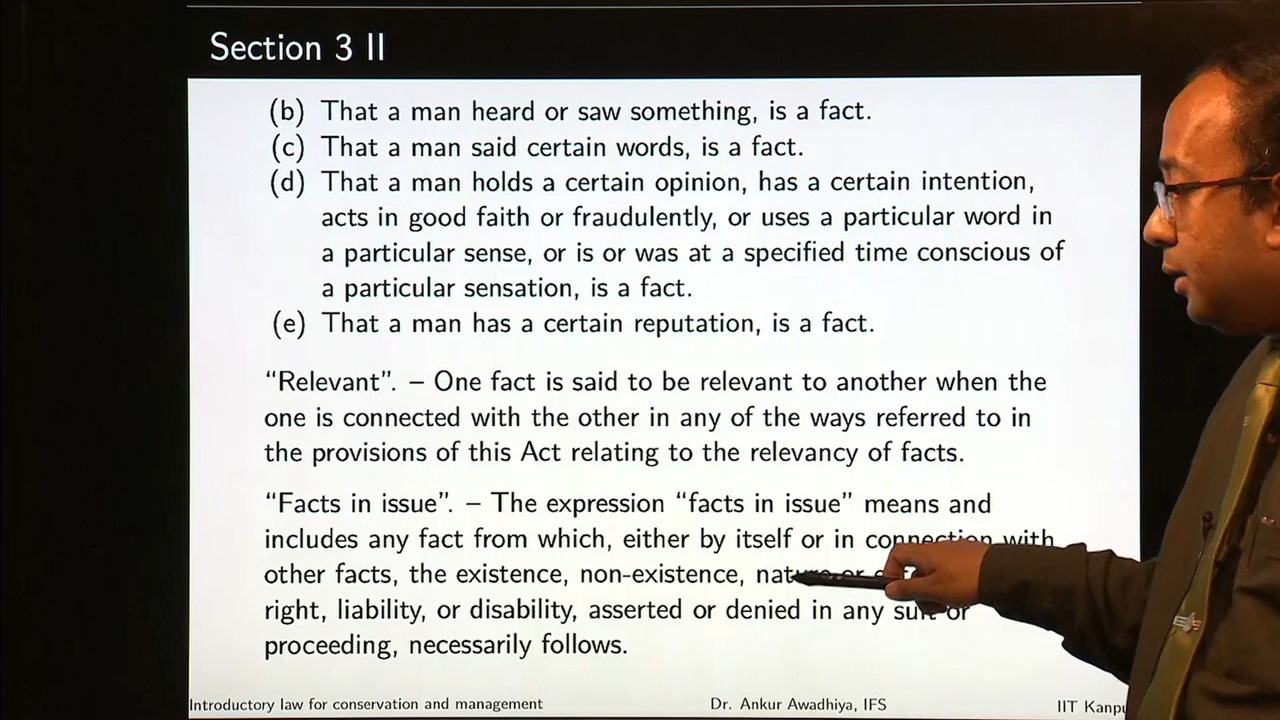 Section 3 II
(b) That a man heard or saw something, is a fact.
(c) That a man said certain words, is a fact.
(d) That a man holds a certain opinion, has a certain intention,
acts in good faith or fraudulently, or uses a particular word in
a particular sense, or is or was at a specified time conscious of
a particular sensation, is a fact.
(e) That a man has a certain reputation, is a fact.
“Relevant”. – One fact is said to be relevant to another when the
one is connected with the other in any of the ways referred to in
the provisions of this Act relating to the relevancy of facts.
“Facts in issue”. – The expression “facts in issue” means and
includes any fact from which, either by itself or in connection with
other facts, the existence, non-existence, nature or
right, liability, or disability, asserted or denied in any suit or
proceeding, necessarily follows.
Introductory law for conservation and management Dr. Ankur Awadhiya, IFS IIT Kanpu